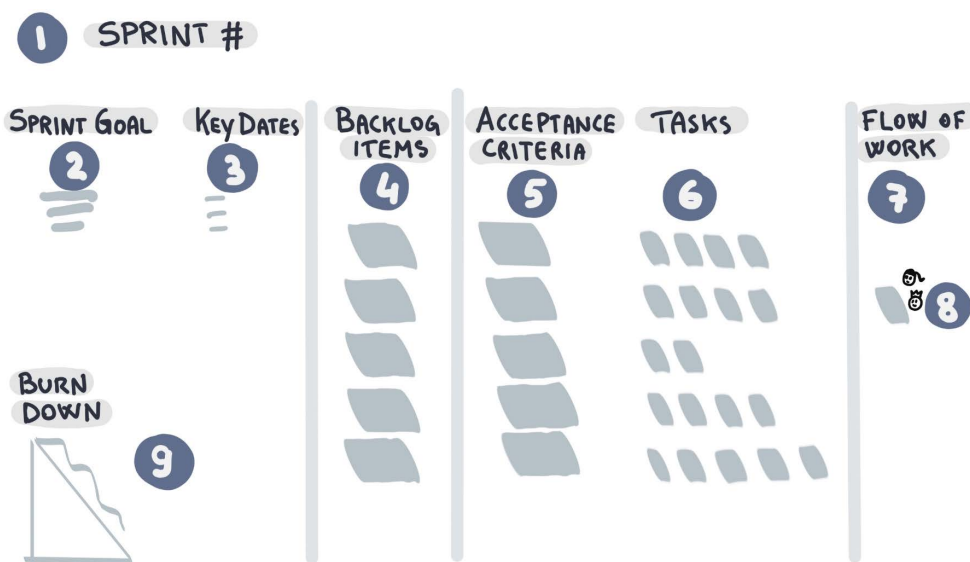 1 SPRINT #
SPRINT GOAL
2
KEY DATES
3
BACKLOG
ITEMS
4
ACCEPTANCE
CRITERIA
5
TASKS
6
FLOW OF
WORK
7
8
BURN
DOWN
9